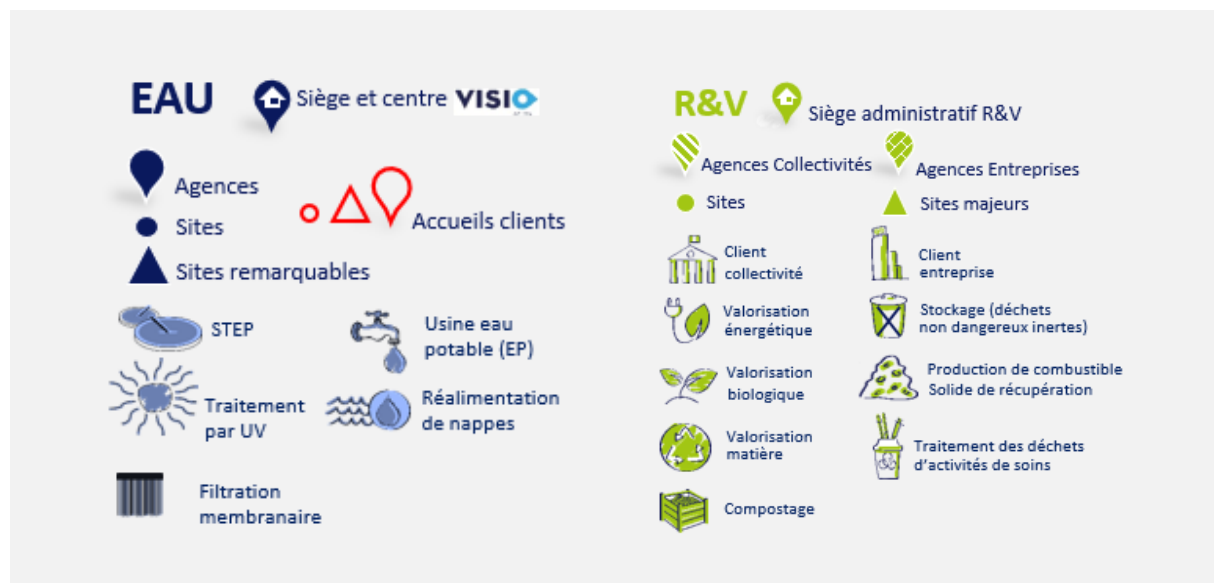 EAU
Siège et centre VISIO
Agences
Sites
Accueils clients
Sites remarquables
STEP
Usine eau
potable (EP)
Traitement
par UV
Réalimentation
de nappes
Filtration
membranaire
R&V
Siège administratif R&V
Agences Collectivités
Agences Entreprises
Sites
Sites majeurs
Client
collectivité
Client
entreprise
Valorisation
énergétique
Stockage (déchets
non dangereux inertes)
Valorisation
biologique
Production de combustible
Solide de récupération
Valorisation
matière
Traitement des déchets
d'activités de soins
Compostage